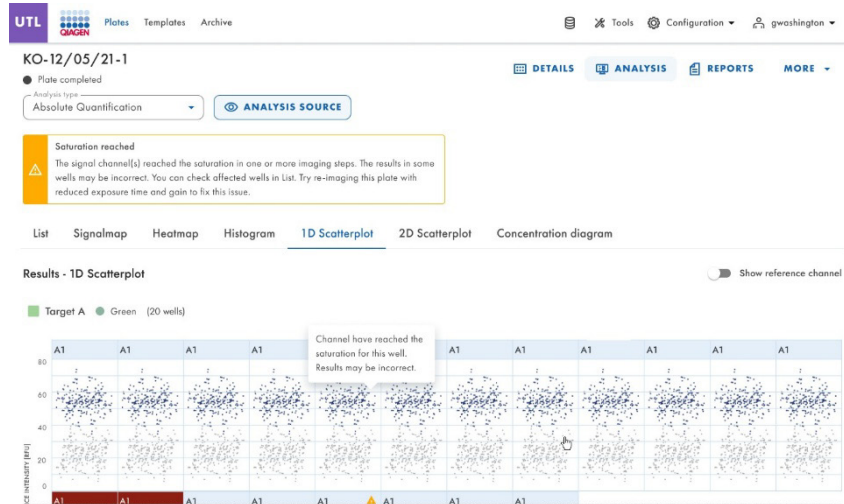 UTL
QIAGEN
Plates Templates Archive
Tools Configuration gwashington
KO-12/05/21-1
Plate completed
DETAILS ANALYSIS REPORTS MORE
Analysis type
Absolute Quantification
ANALYSIS SOURCE
Saturation reached
The signal channel(s) reached the saturation in one or more imaging steps. The results in some
wells may be incorrect. You can check affected wells in List. Try re-imaging this plate with
reduced exposure time and gain to fix this issue.
List Signalmap Heatmap Histogram 1D Scatterplot 2D Scatterplot Concentration diagram
Results - 1D Scatterplot
Show reference channel
Target A Green (20 wells)
Channel have reached the
saturation for this well.
Results may be incorrect.
A1 A1 A1 A1 A1 A1 A1 A1 A1 A1 A1
80
60
40
20
0
CE INTENSITY [RFU]
A1 A1 A1 A1 A1 A1 A1 A1